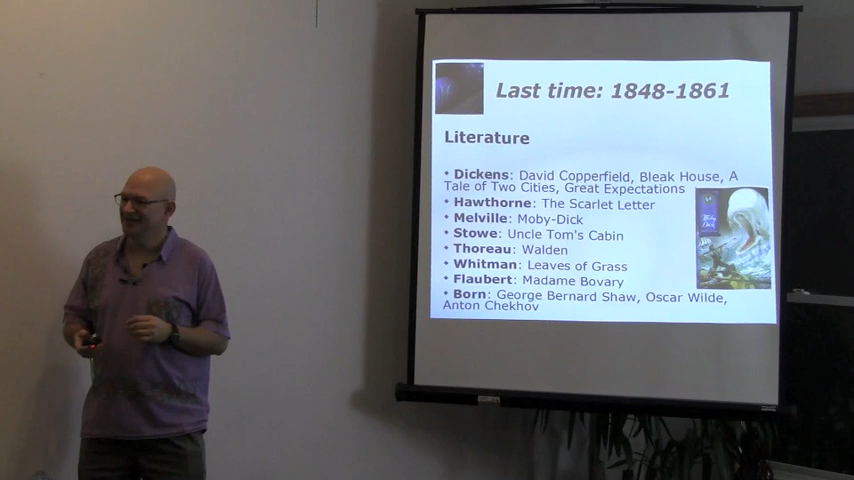 Last time: 1848-1861
Literature
• Dickens: David Copperfield, Bleak House, A
Tale of Two Cities, Great Expectations
• Hawthorne: The Scarlet Letter
• Melville: Moby-Dick
• Stowe: Uncle Tom's Cabin
• Thoreau: Walden
• Whitman: Leaves of Grass
• Flaubert: Madame Bovary
• Born: George Bernard Shaw, Oscar Wilde,
Anton Chekhov
Moby
Dick